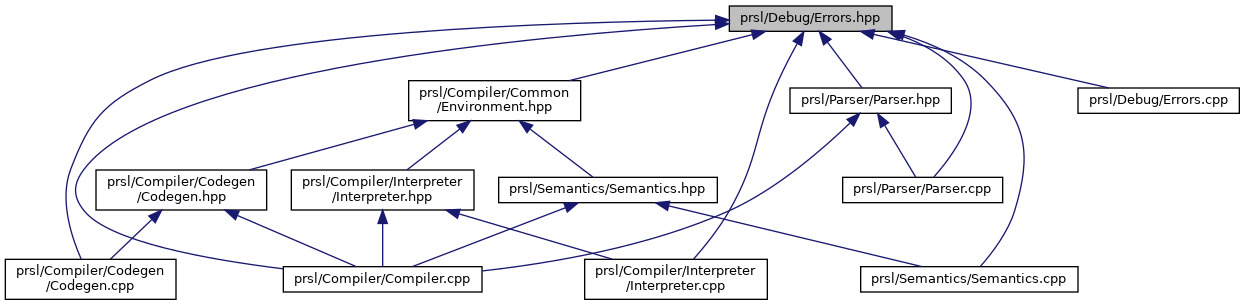 prsl/Debug/Errors.hpp
prsl/Compiler/Common
/Environment.hpp
prsl/Parser/Parser.hpp
prsl/Debug/Errors.cpp
prsl/Compiler/Codegen
/Codegen.hpp
prsl/Compiler/Interpreter
/Interpreter.hpp
prsl/Semantics/Semantics.hpp
prsl/Parser/Parser.cpp
prsl/Compiler/Codegen
/Codegen.cpp
prsl/Compiler/Compiler.cpp
prsl/Compiler/Interpreter
/Interpreter.cpp
prsl/Semantics/Semantics.cpp